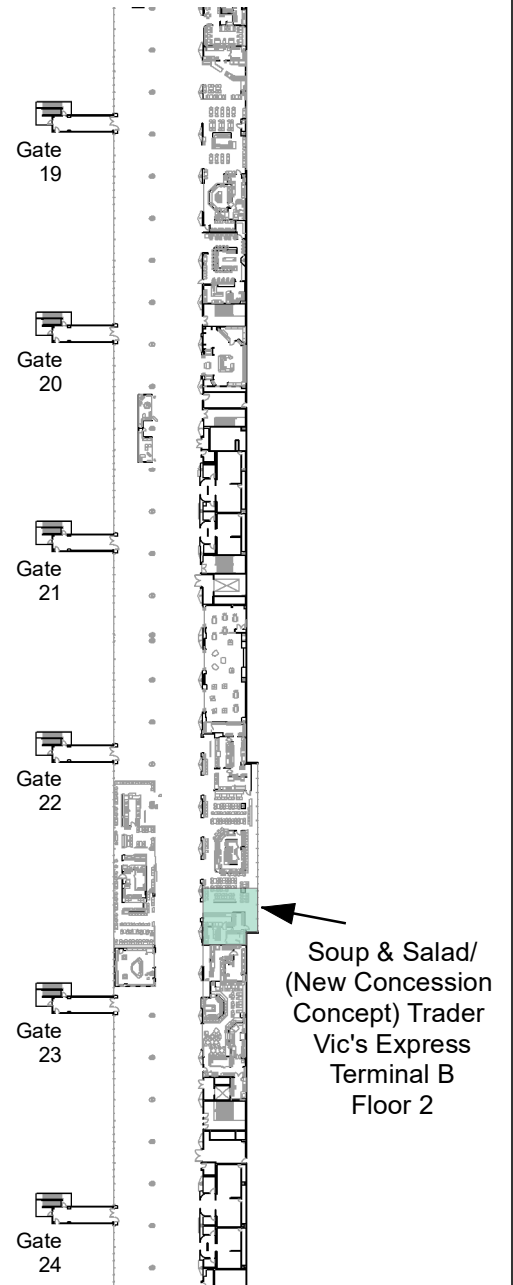 Gate
19
Gate
20
Gate
21
Gate
22
Soup & Salad/
(New Concession
Concept) Trader
Vic's Express
Terminal B
Floor 2
Gate
23
Gate
24